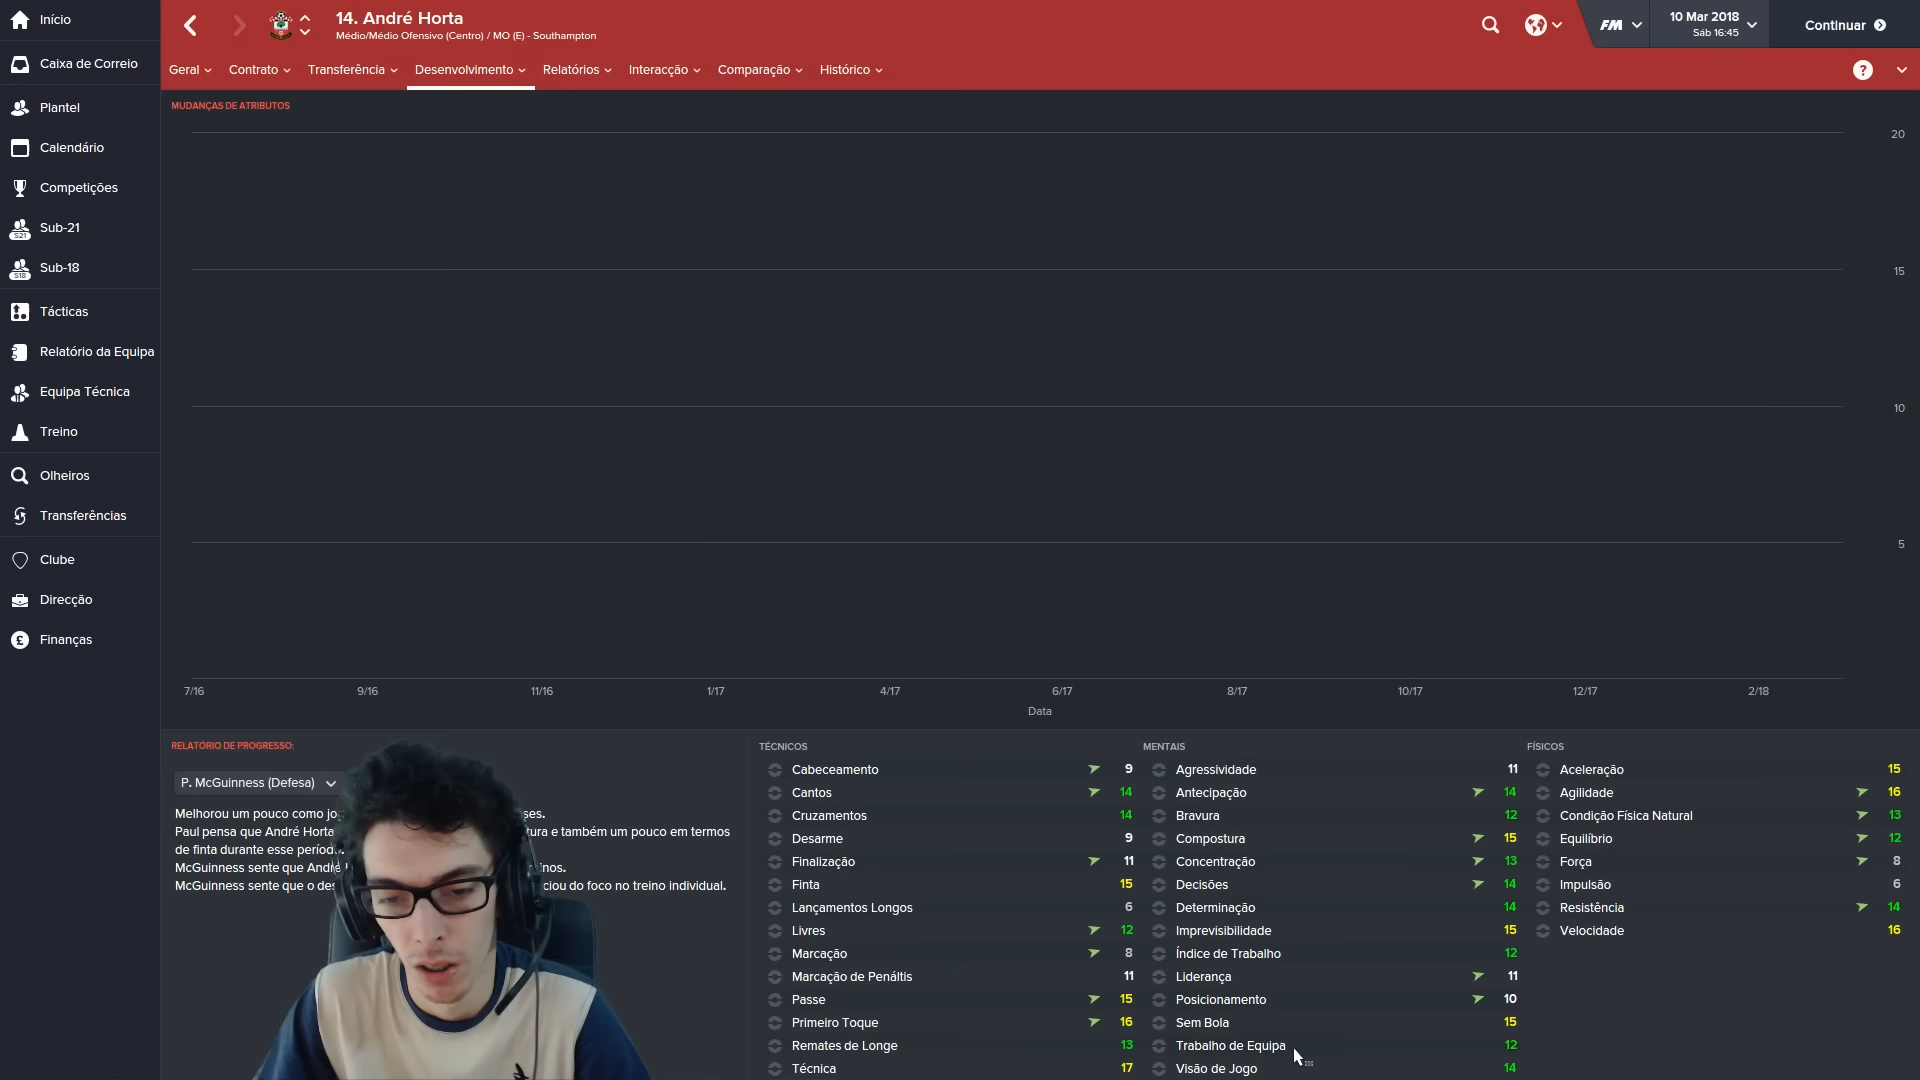 Início
Caixa de Correio
Plantel
Calendário
Competições
Sub-21
Sub-18
Tácticas
Relatório da Equipa
Equipa Técnica
Treino
Olheiros
Transferências
Clube
Direcção
Finanças
14. André Horta
Médio/Médio Ofensivo (Centro) / MO (E) - Southampton
FM
10 Mar 2018
Sáb 16:45
Continuar
Geral
Contrato
Transferência
Desenvolvimento
Relatórios
Interacção
Comparação
Histórico
?
MUDANÇAS DE ATRIBUTOS
20
15
10
5
7/16 9/16 11/16 1/17 4/17 6/17 8/17 10/17 12/17 2/18
Data
RELATÓRIO DE PROGRESSO:
P. McGuinness (Defesa)
Melhorou um pouco como
Paul pensa que André Horta e também um pouco em termos
de finta durante esse
McGuinness sente que André
McGuinness sente que o do foco no treino individual.
TÉCNICOS
Cabeceamento 9
Cantos 14
Cruzamentos 14
Desarme 9
Finalização 11
Finta 15
Lançamentos Longos 6
Livres 12
Marcação 8
Marcação de Penáltis 11
Passe 15
Primeiro Toque 16
Remates de Longe 13
Técnica 17
MENTAIS
Agressividade 11
Antecipação 14
Bravura 12
Compostura 15
Concentração 13
Decisões 14
Determinação 14
Imprevisibilidade 15
Índice de Trabalho 12
Liderança 11
Posicionamento 10
Sem Bola 15
Trabalho de Equipa 12
Visão de Jogo 14
FÍSICOS
Aceleração 15
Agilidade 16
Condição Física Natural 13
Equilíbrio 12
Força 8
Impulsão 6
Resistência 14
Velocidade 16